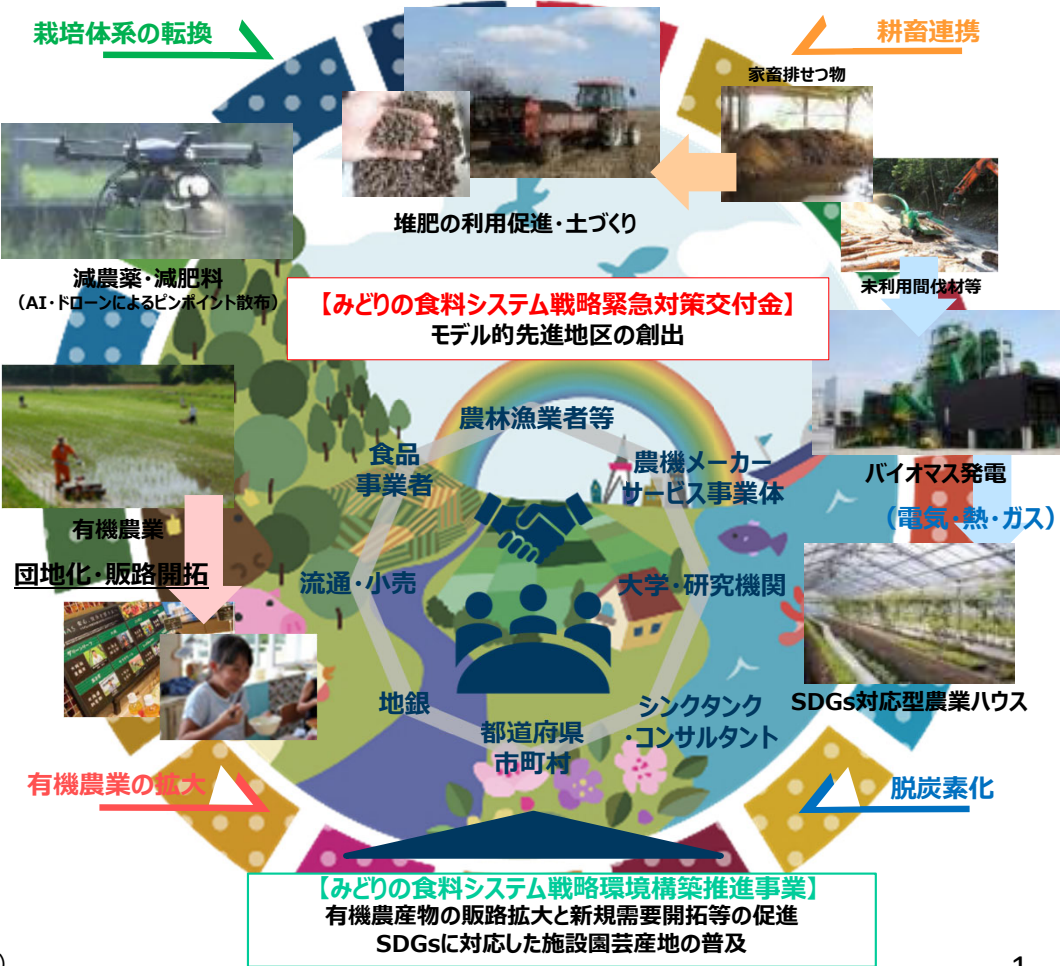 栽培体系の転換
耕畜連携
家畜排せつ物
堆肥の利用促進・土づくり
減農薬・減肥料
（AI・ドローンによるピンポイント散布）
未利用間伐材等
【みどりの食料システム戦略緊急対策交付金】
モデル的先進地区の創出
農林漁業者等
食品
事業者
農機メーカー
サービス事業体
バイオマス発電
（電気・熱・ガス）
有機農業
団地化・販路開拓
流通・小売
大学・研究機関
SDGs対応型農業ハウス
地銀
シンクタンク
・コンサルタント
都道府県
市町村
有機農業の拡大
脱炭素化
【みどりの食料システム戦略環境構築推進事業】
有機農産物の販路拡大と新規需要開拓等の促進
SDGsに対応した施設園芸産地の普及
1